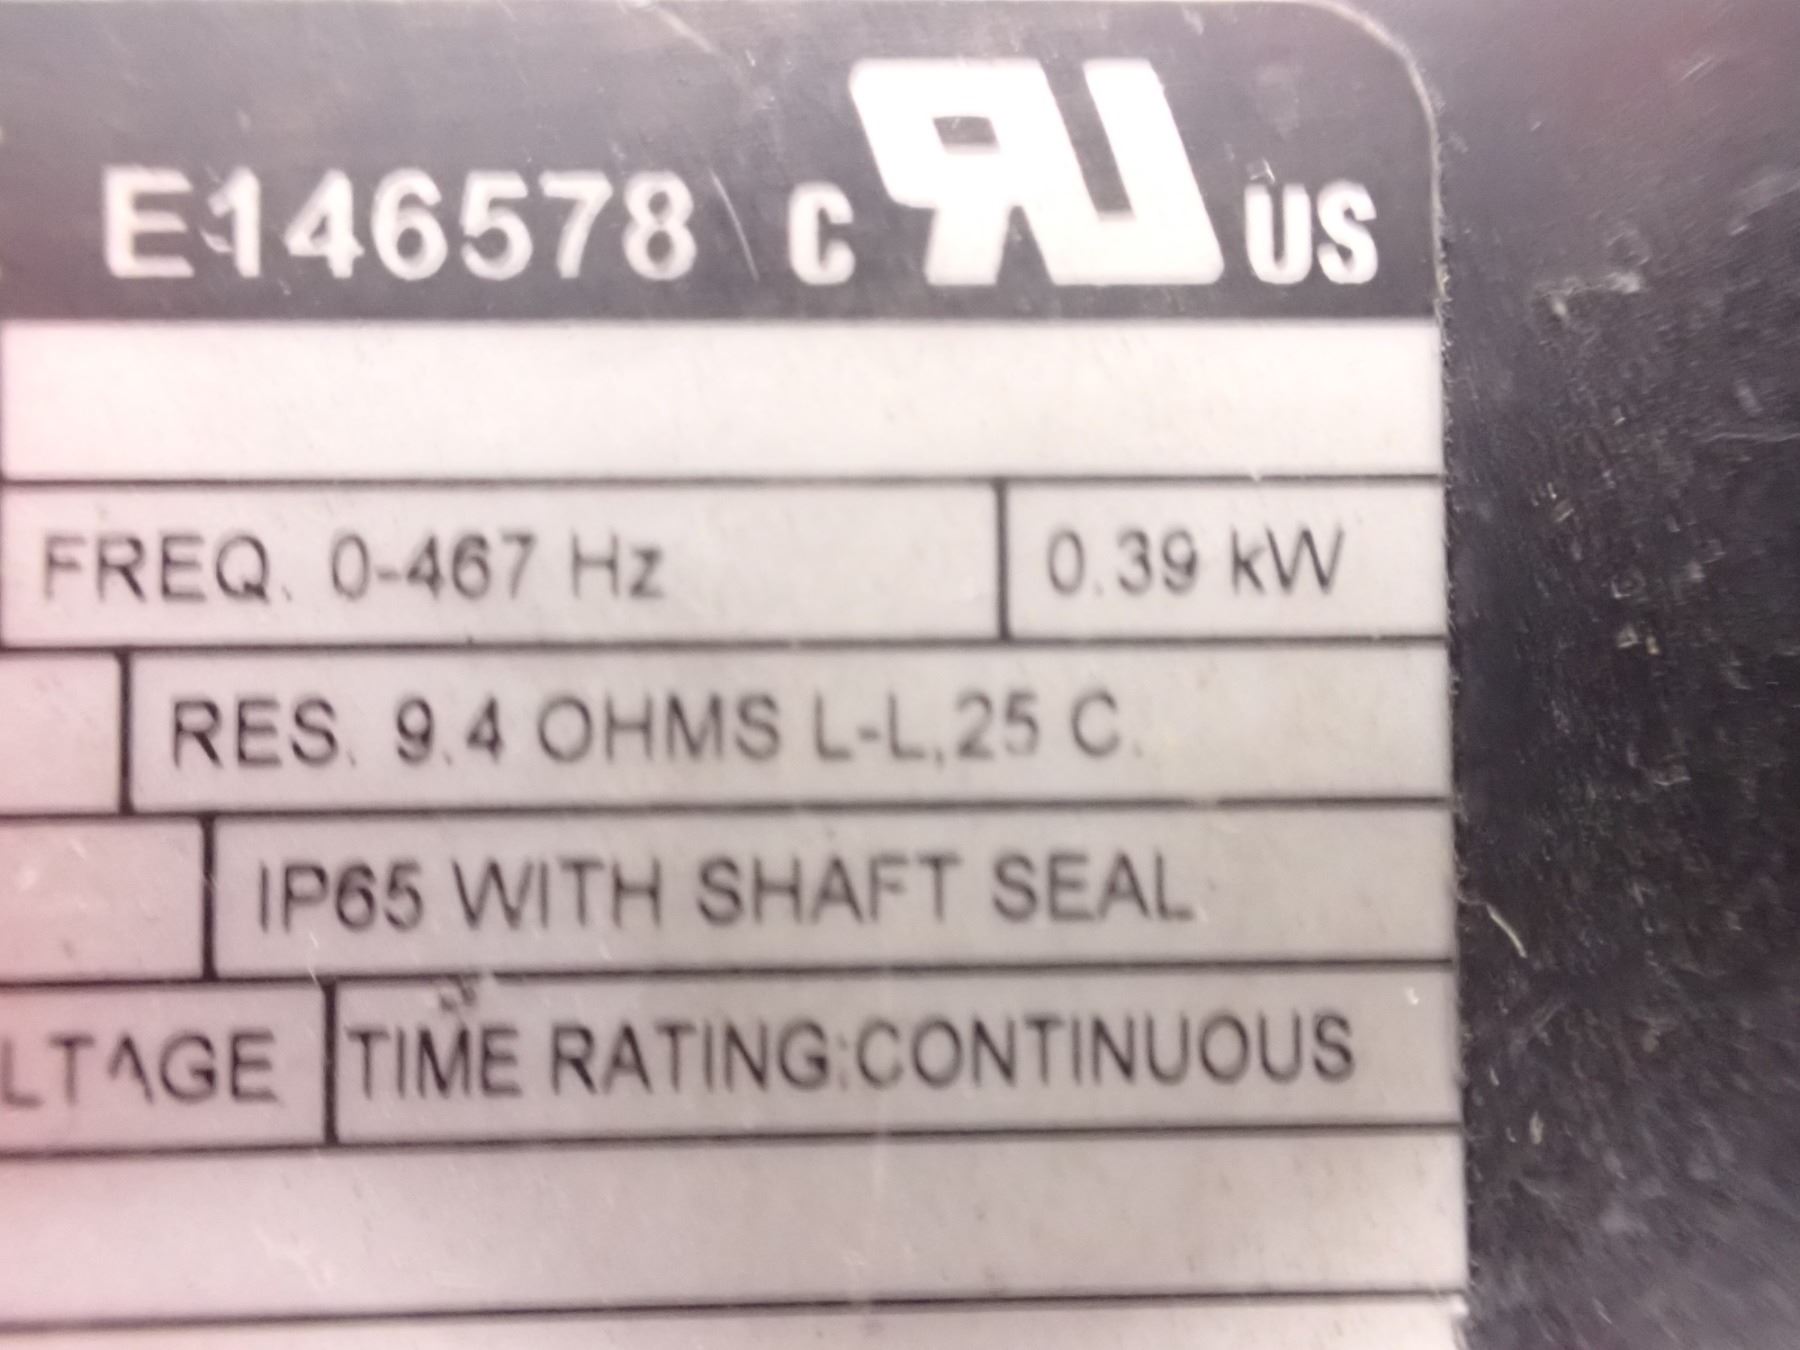 E146578 c RU US
FREQ. 0-467 Hz 0.39 kW
RES. 9.4 OHMS L-L,25 C.
IP65 WITH SHAFT SEAL
LTAGE TIME RATING:CONTINUOUS